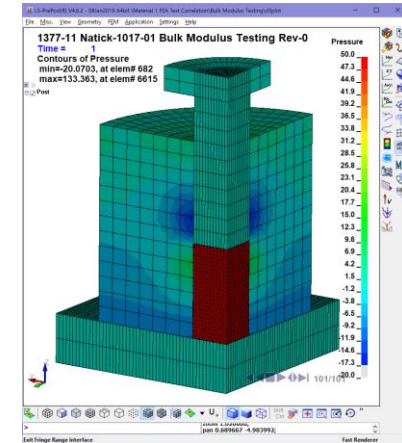 LS-PrePost(R) V4.6.2 - 08Jan2019-64bit \Material 1 FEA Test Correlation\Bulk Modulus Testing\d3plot
File Misc. View Geometry FEM Application Settings Help
1377-11 Natick-1017-01 Bulk Modulus Testing Rev-0
Time = 1
Contours of Pressure
min=-20.0703, at elem# 682
max=133.363, at elem# 6615
Post
Pressure
50.0
47.3
44.6
41.9
39.2
36.5
33.8
31.2
28.5
25.8
23.1
20.4
17.7
15.0
12.3
9.6
6.9
4.2
1.5
-1.2
-3.8
-6.5
-9.2
-11.9
-14.6
-17.3
-20.0
101/101
pan 0.689667 -4.983992;
Exit Fringe Range interface
Fast Renderer